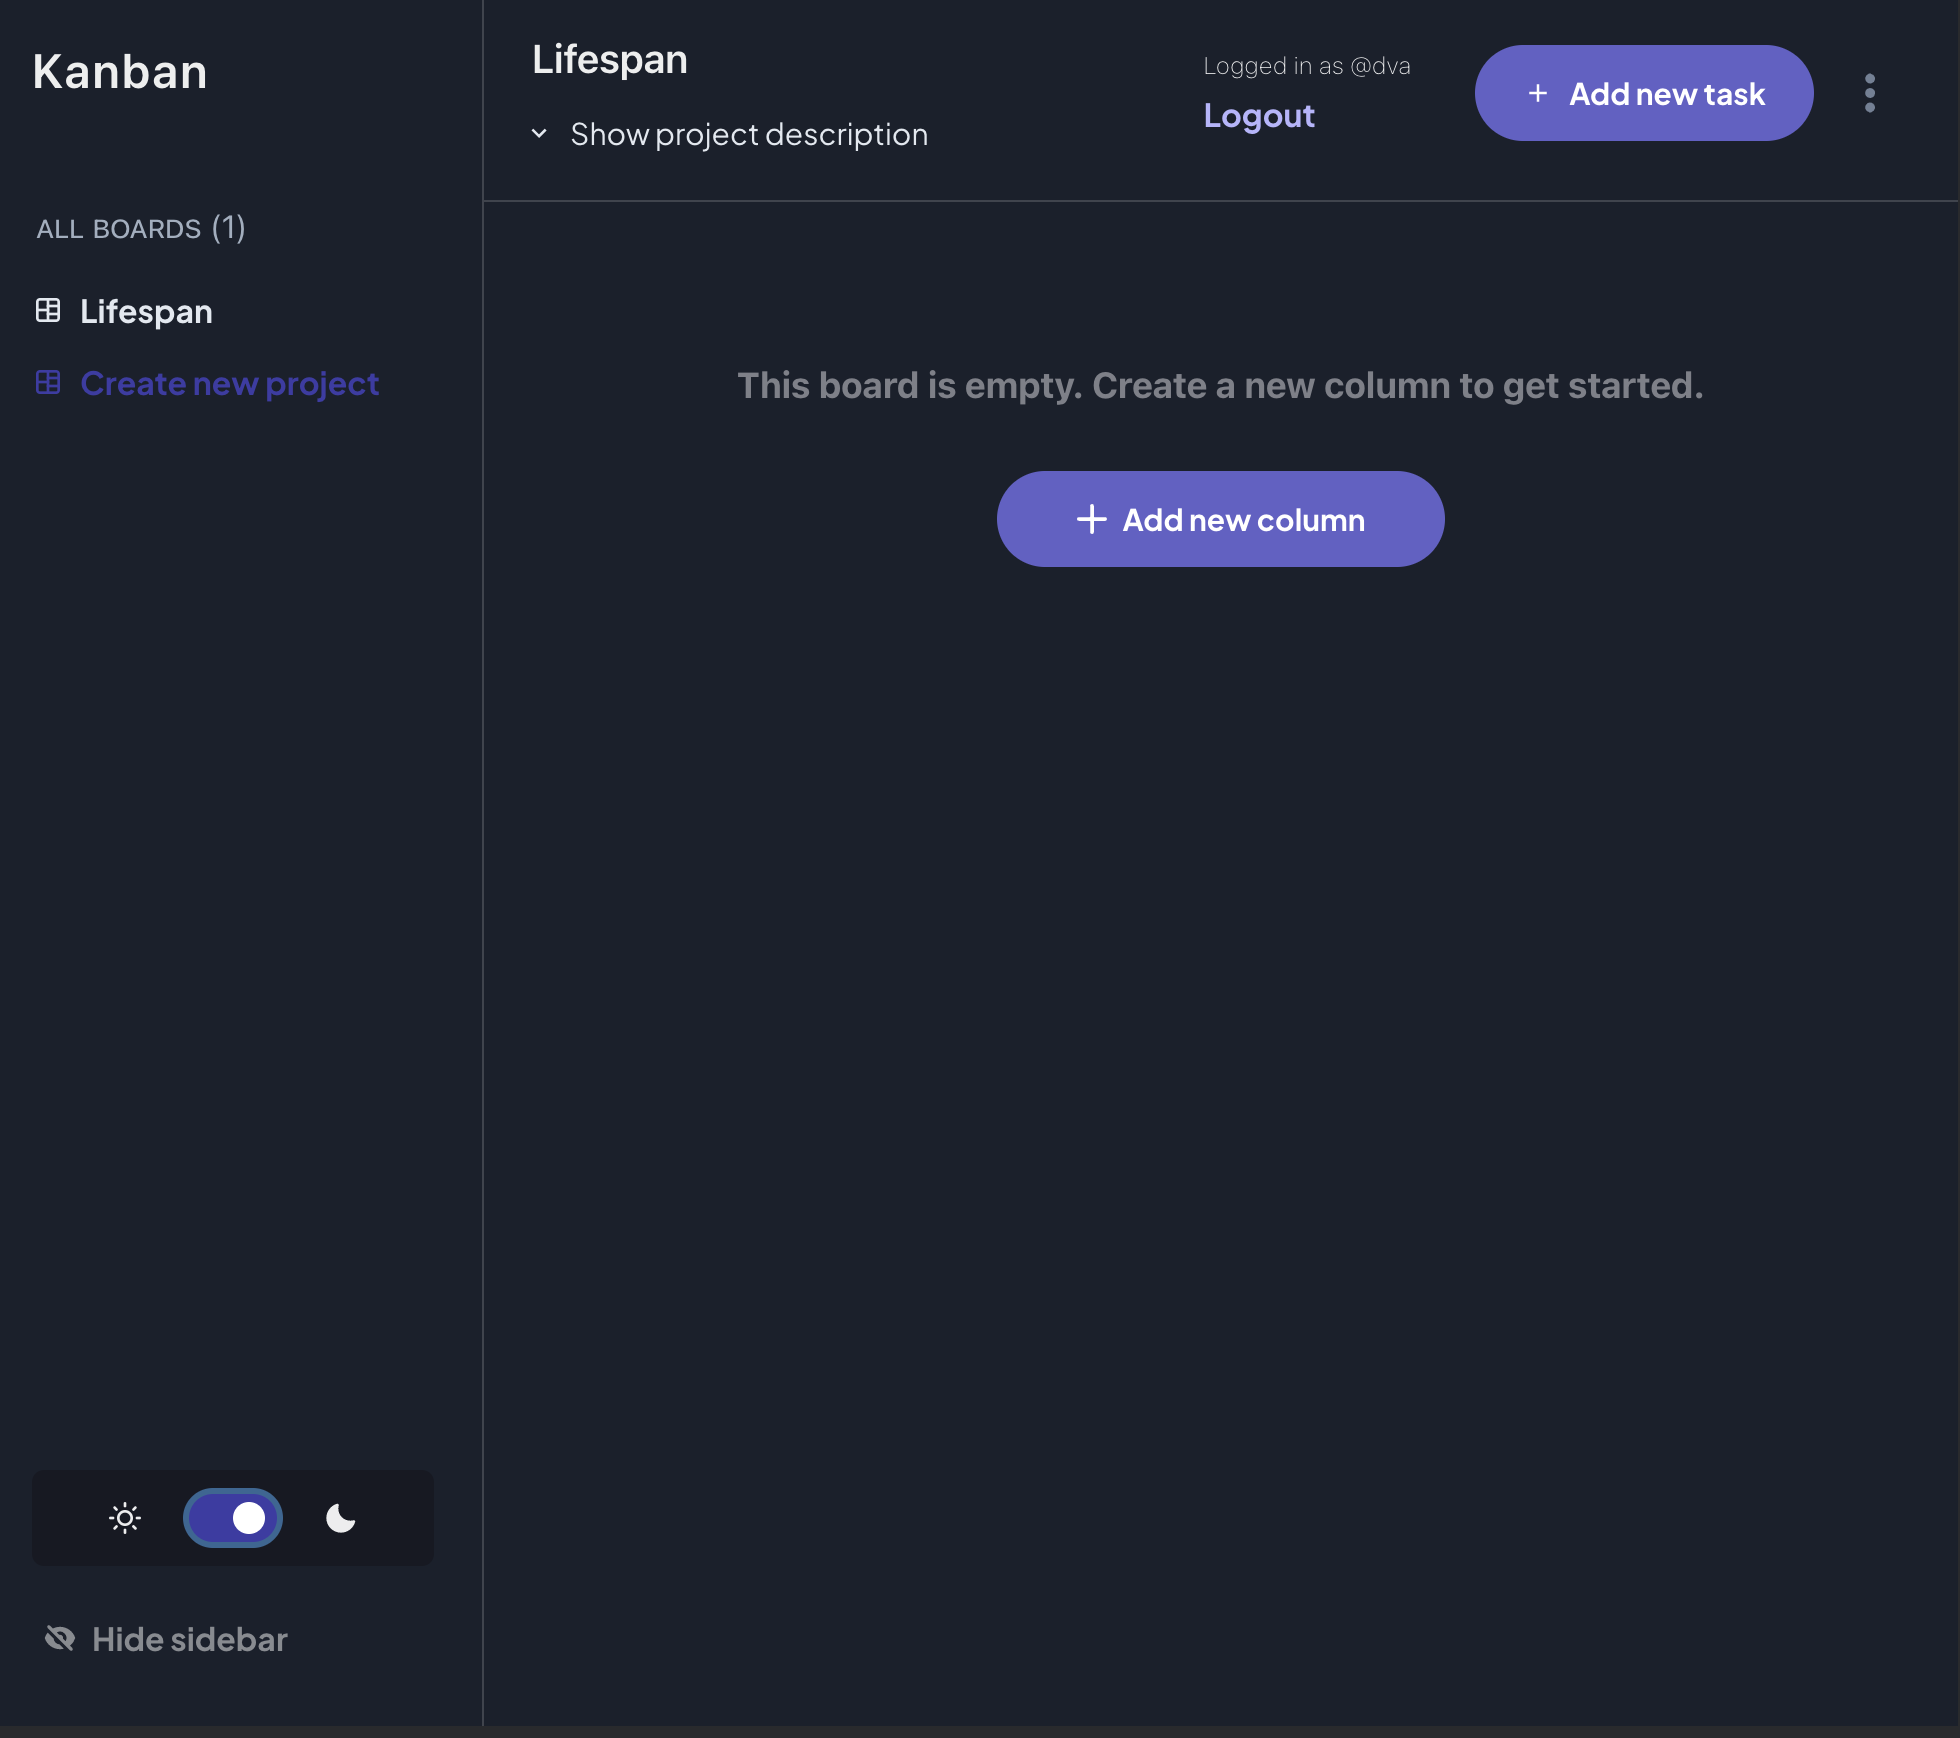 Kanban
ALL BOARDS (1)
Lifespan
Create new project
Hide sidebar
Lifespan
Show project description
Logged in as @dva
Logout
+ Add new task
This board is empty. Create a new column to get started.
+ Add new column